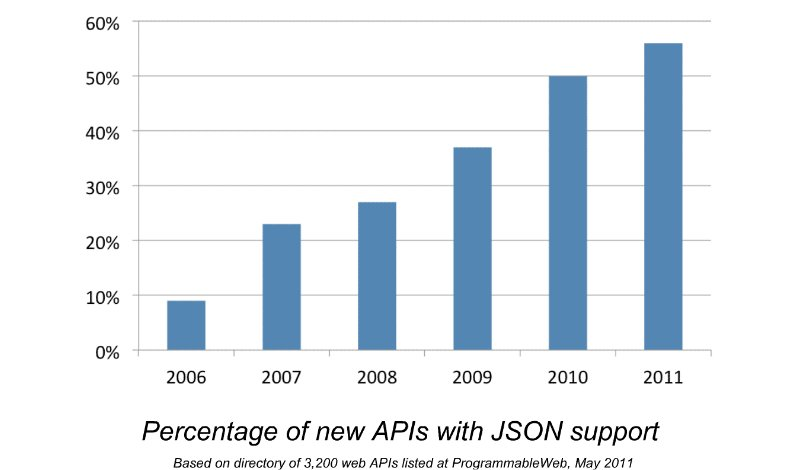 60%
50%
40%
30%
20%
10%
0%
2006 2007 2008 2009 2010 2011
Percentage of new APIs with JSON support
Based on directory of 3,200 web APIs listed at ProgrammableWeb, May 2011